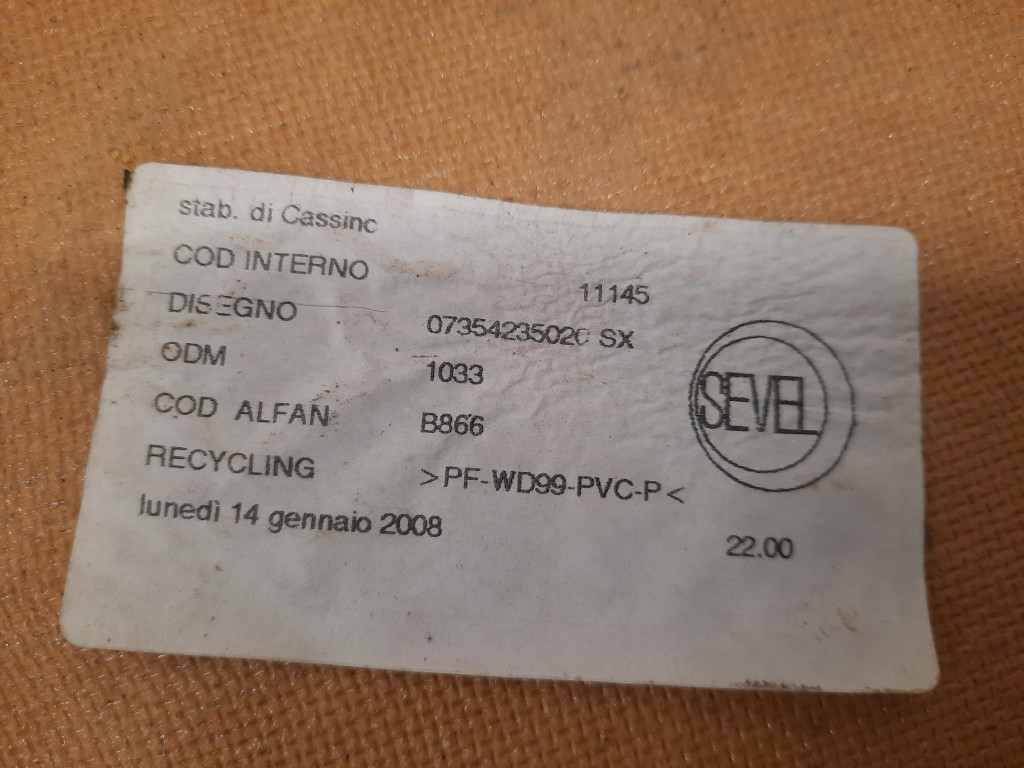 stab. di Cassinc
COD INTERNO 11145
DISEGNO 07354235020 SX
ODM 1033
COD ALFAN B866
RECYCLING >PF-WD99-PVC-P<
lunedì 14 gennaio 2008 22.00
SEVEL